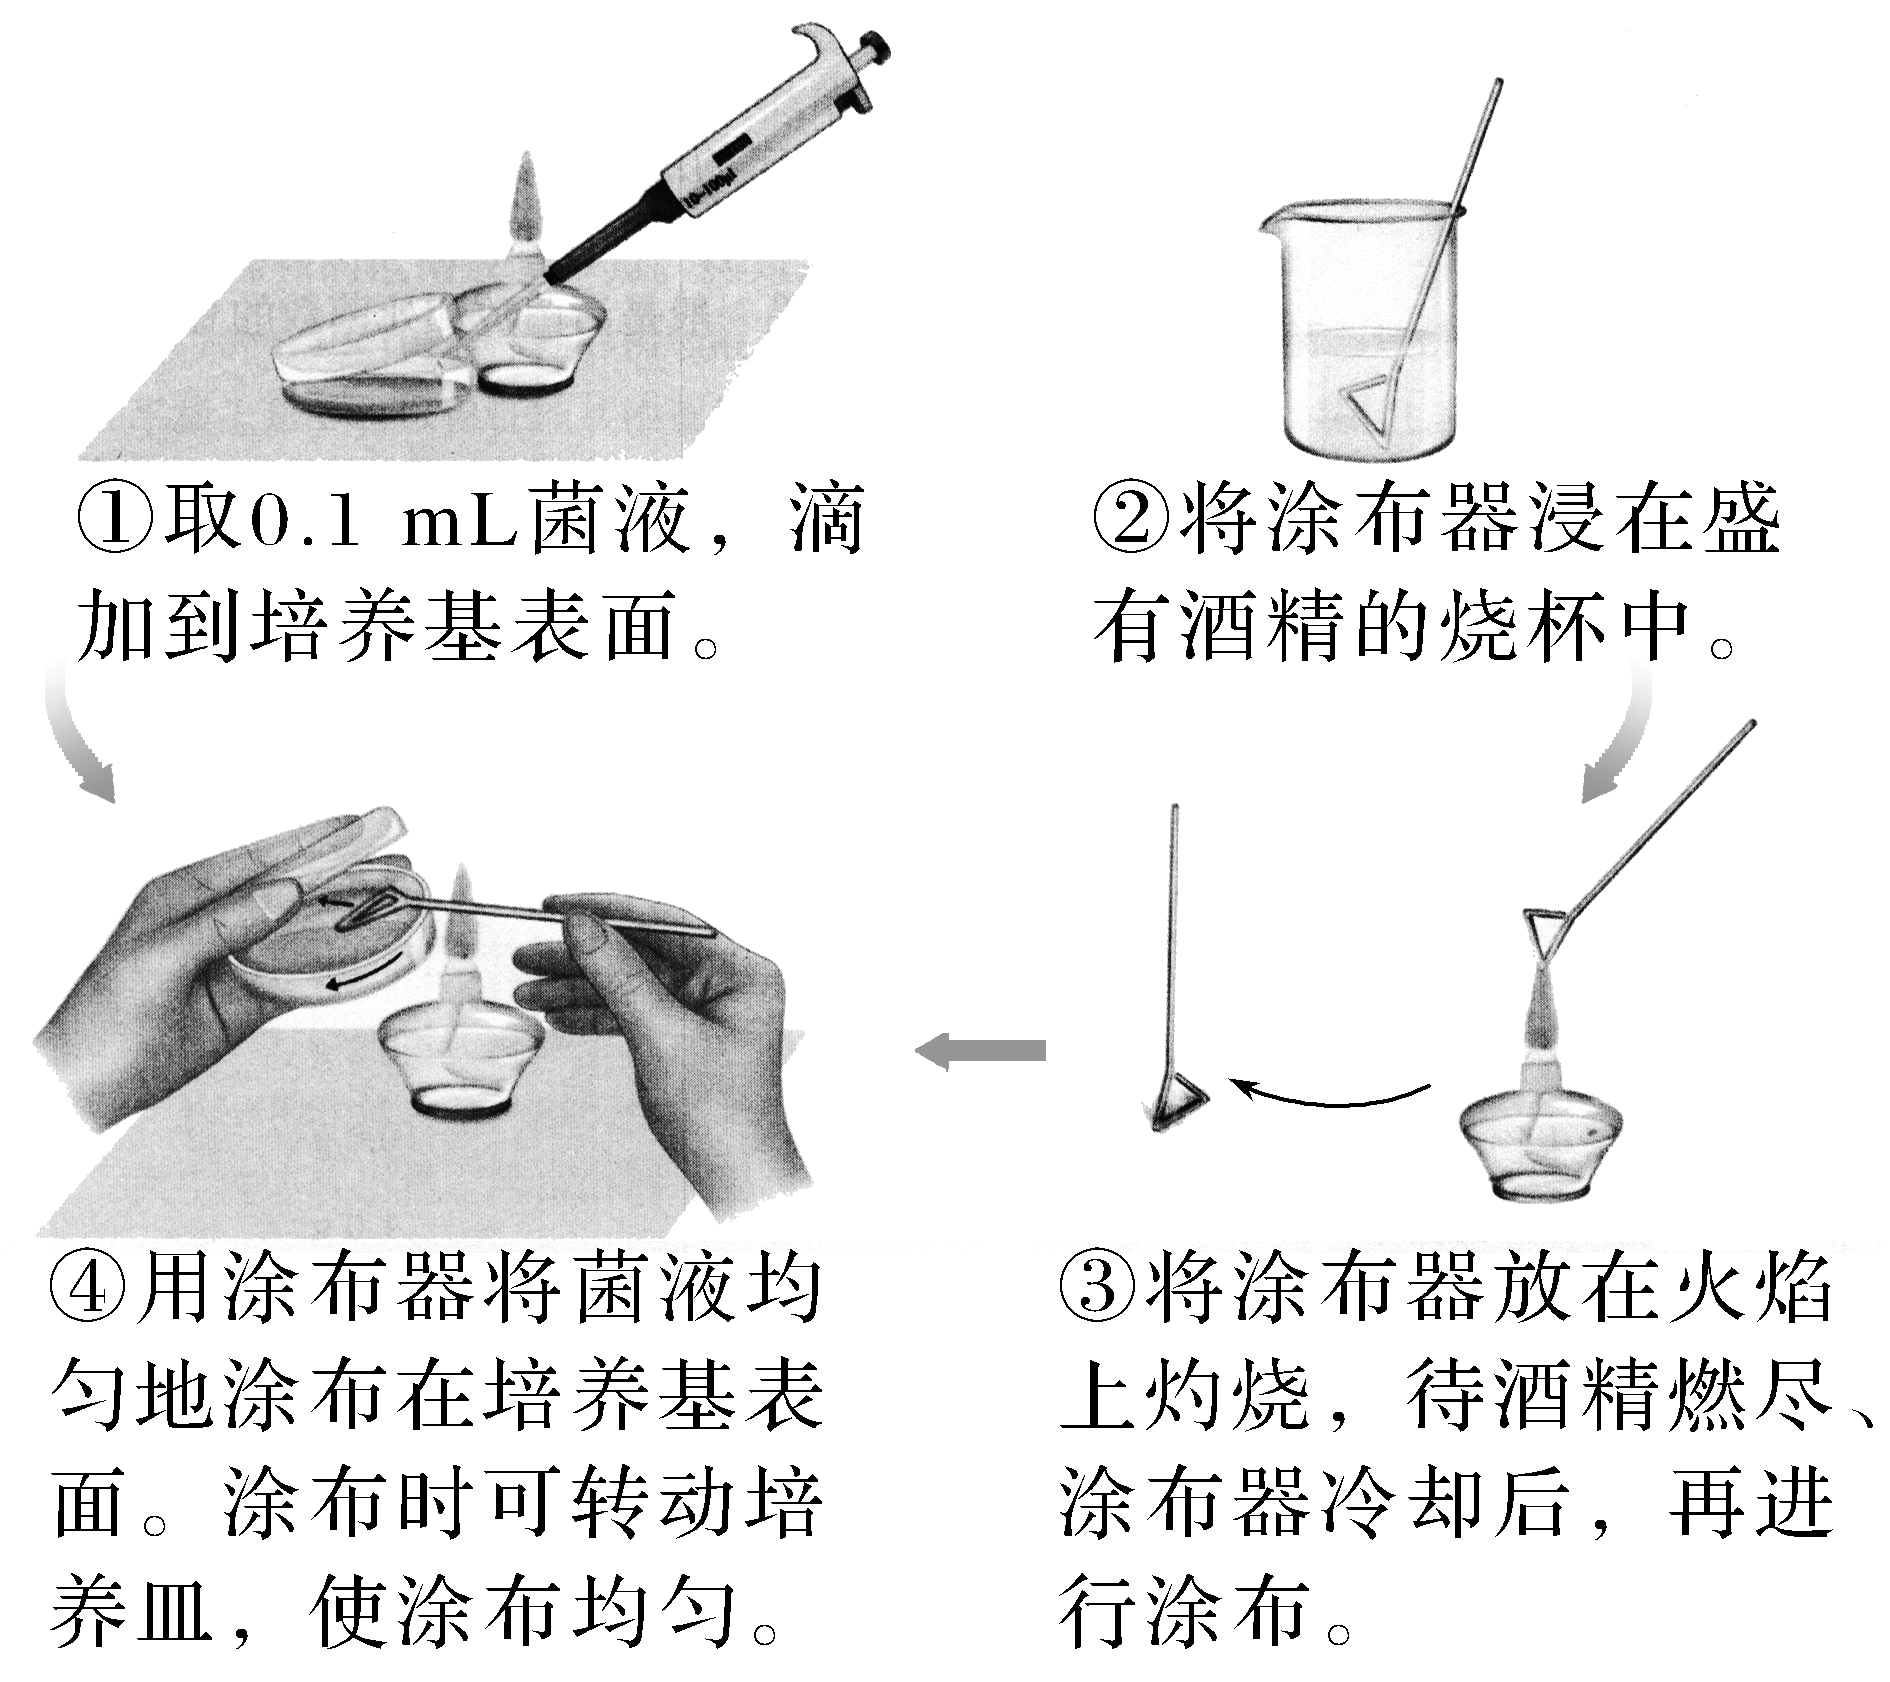 10-100μl
①取0.1 mL菌液，滴
加到培养基表面。
②将涂布器浸在盛
有酒精的烧杯中。
③将涂布器放在火焰
上灼烧，待酒精燃尽、
涂布器冷却后，再进
行涂布。
④用涂布器将菌液均
匀地涂布在培养基表
面。涂布时可转动培
养皿，使涂布均匀。